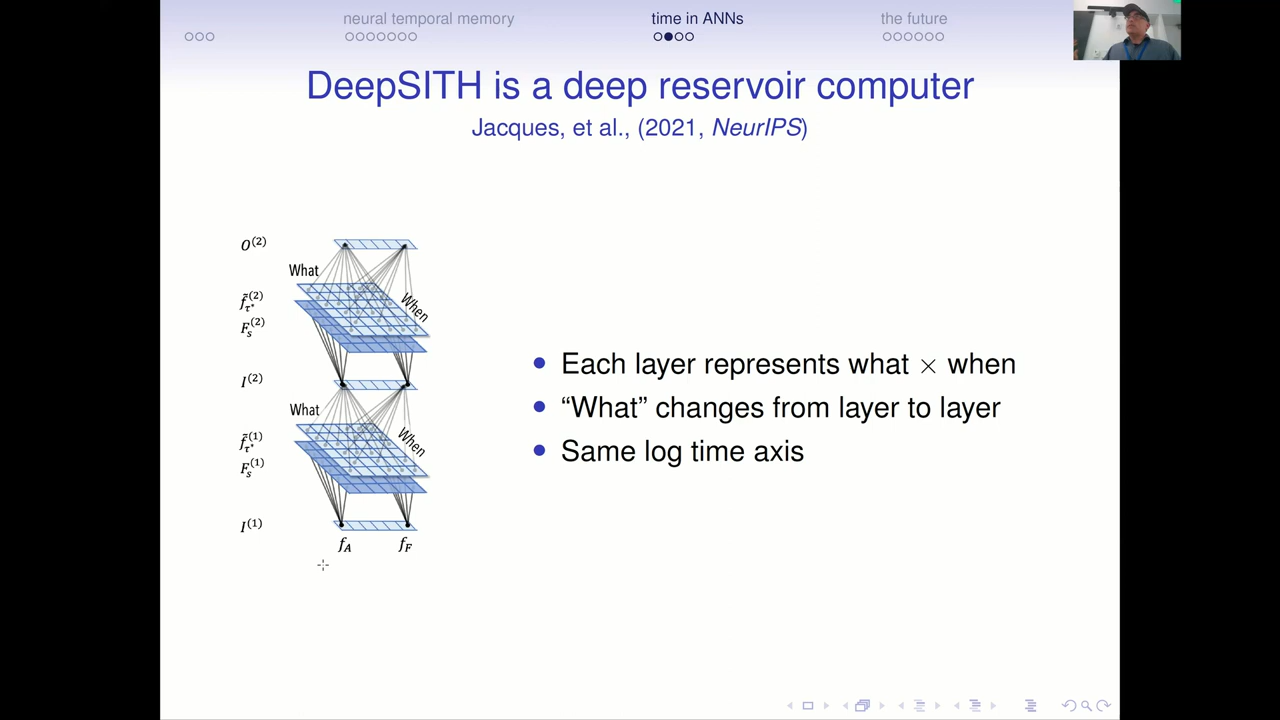 neural temporal memory
time in ANNs
the future
DeepSITH is a deep reservoir computer
Jacques, et al., (2021, NeurIPS)
O^(2)
What
f̃_τ*^(2)
When
F_s^(2)
I^(2)
What
f̃_τ*^(1)
When
F_s^(1)
I^(1)
f_A
f_F
• Each layer represents what × when
• “What” changes from layer to layer
• Same log time axis